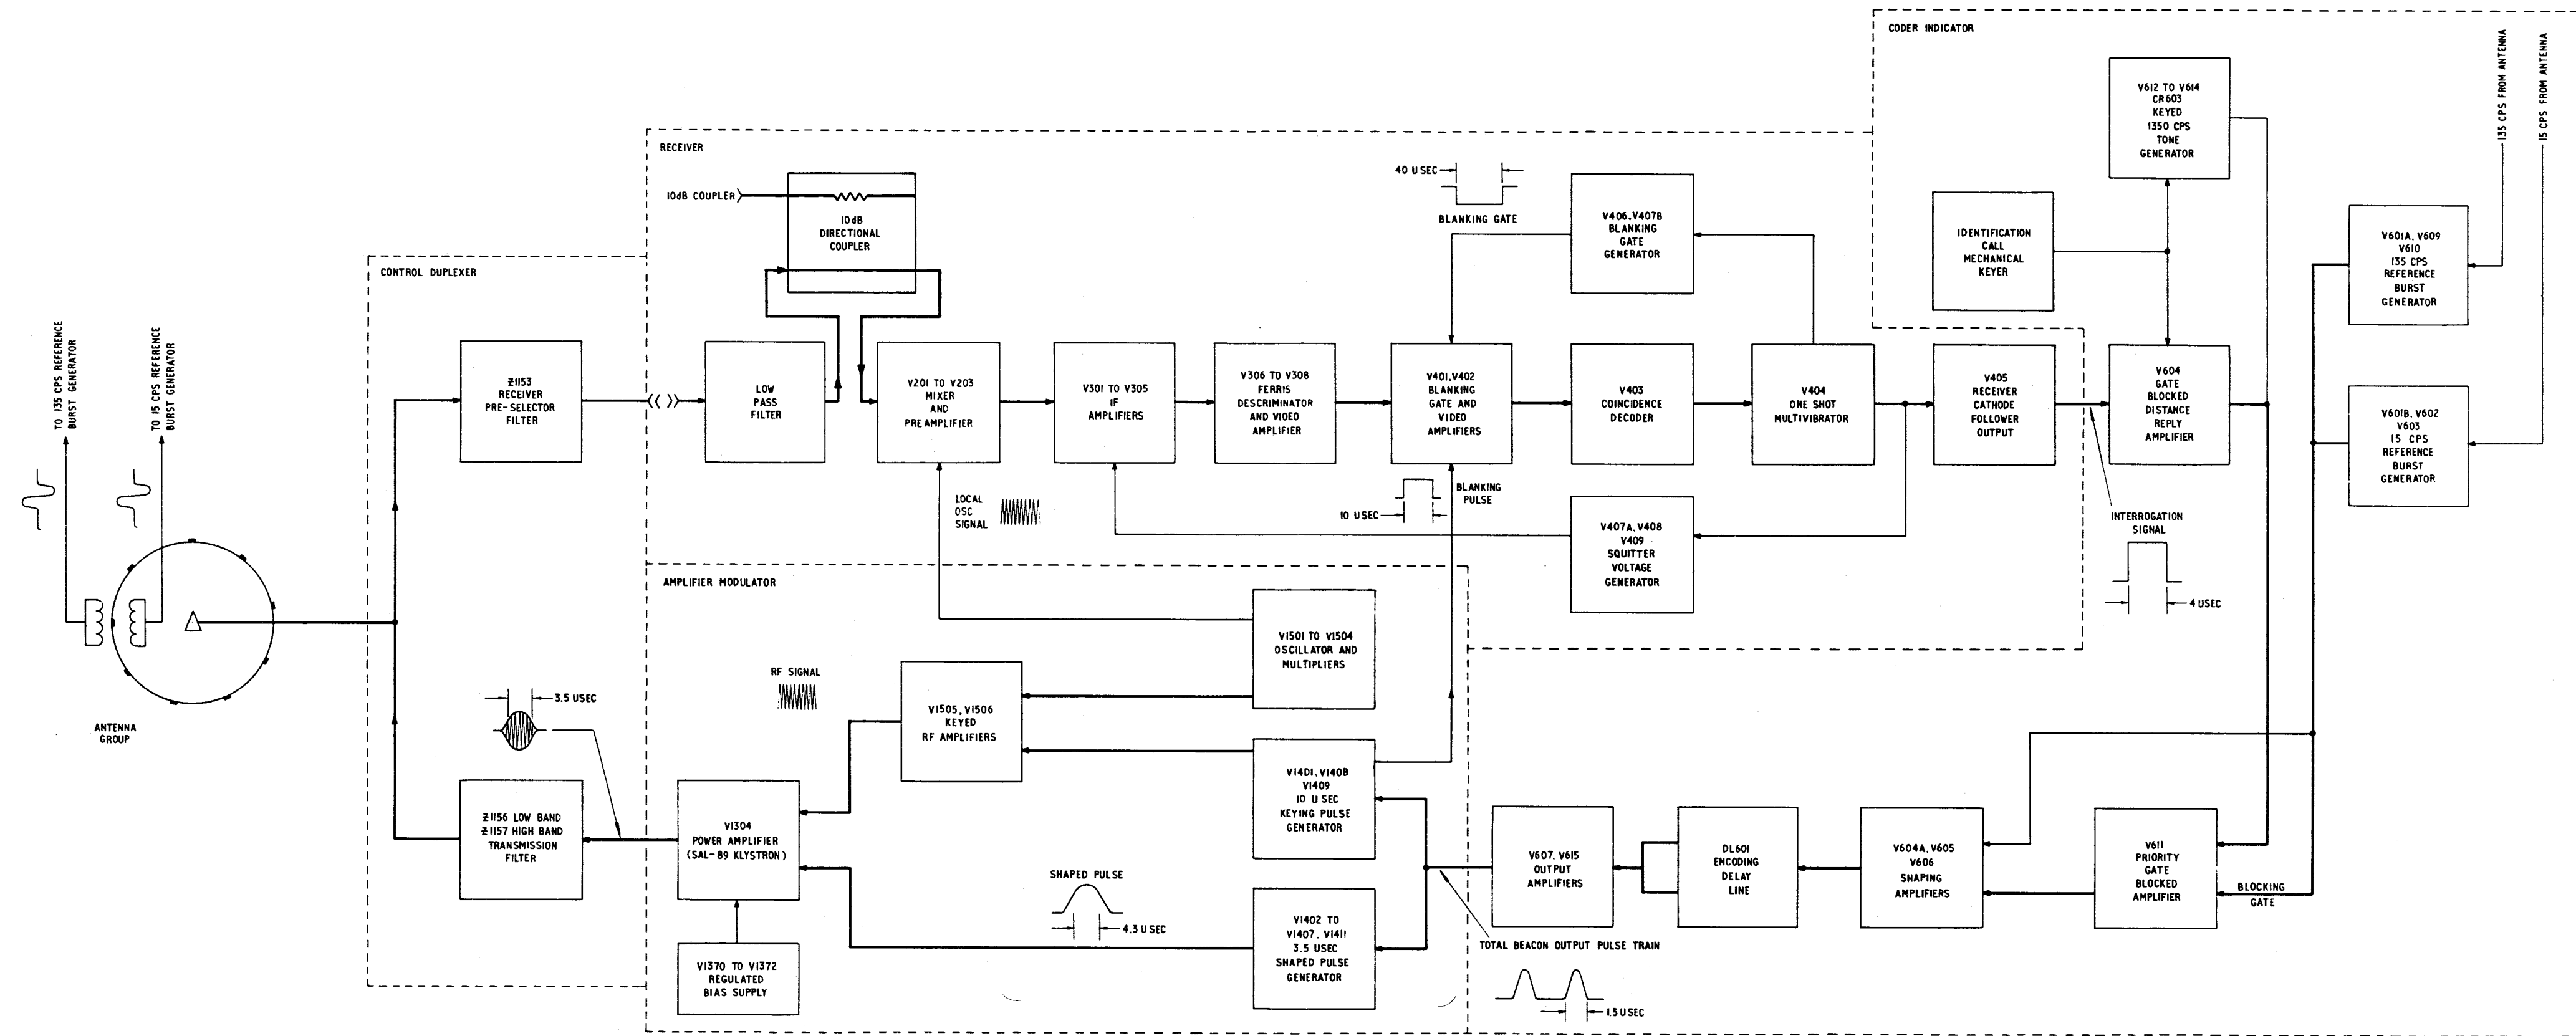 CODER INDICATOR
135 CPS FROM ANTENNA
15 CPS FROM ANTENNA
V612 TO V614
CR603
KEYED
1350 CPS
TONE
GENERATOR
RECEIVER
10dB COUPLER
10dB
DIRECTIONAL
COUPLER
40 U SEC
BLANKING GATE
V406, V407B
BLANKING
GATE
GENERATOR
IDENTIFICATION
CALL
MECHANICAL
KEYER
V601A, V609
V610
135 CPS
REFERENCE
BURST
GENERATOR
CONTROL DUPLEXER
TO 135 CPS REFERENCE
BURST GENERATOR
TO 15 CPS REFERENCE
BURST GENERATOR
Z1153
RECEIVER
PRE-SELECTOR
FILTER
LOW
PASS
FILTER
V201 TO V203
MIXER
AND
PREAMPLIFIER
V301 TO V305
IF
AMPLIFIERS
V306 TO V308
FERRIS
DESCRIMINATOR
AND VIDEO
AMPLIFIER
V401, V402
BLANKING
GATE AND
VIDEO
AMPLIFIERS
V403
COINCIDENCE
DECODER
V404
ONE SHOT
MULTIVIBRATOR
V405
RECEIVER
CATHODE
FOLLOWER
OUTPUT
V604
GATE
BLOCKED
DISTANCE
REPLY
AMPLIFIER
V601B, V602
V603
15 CPS
REFERENCE
BURST
GENERATOR
LOCAL
OSC
SIGNAL
10 USEC
BLANKING
PULSE
V407A, V408
V409
SQUITTER
VOLTAGE
GENERATOR
INTERROGATION
SIGNAL
4 USEC
AMPLIFIER MODULATOR
V1501 TO V1504
OSCILLATOR AND
MULTIPLIERS
RF SIGNAL
V1505, V1506
KEYED
RF AMPLIFIERS
3.5 USEC
ANTENNA
GROUP
Z1156 LOW BAND
Z1157 HIGH BAND
TRANSMISSION
FILTER
V1304
POWER AMPLIFIER
(SAL-89 KLYSTRON)
V14D1, V140B
V1409
10 U SEC
KEYING PULSE
GENERATOR
V607, V615
OUTPUT
AMPLIFIERS
DL601
ENCODING
DELAY
LINE
V604A, V605
V606
SHAPING
AMPLIFIERS
V611
PRIORITY
GATE
BLOCKED
AMPLIFIER
BLOCKING
GATE
SHAPED PULSE
4.3 U SEC
V1402 TO
V1407, V1411
3.5 USEC
SHAPED PULSE
GENERATOR
TOTAL BEACON OUTPUT PULSE TRAIN
1.5 USEC
V1370 TO V1372
REGULATED
BIAS SUPPLY